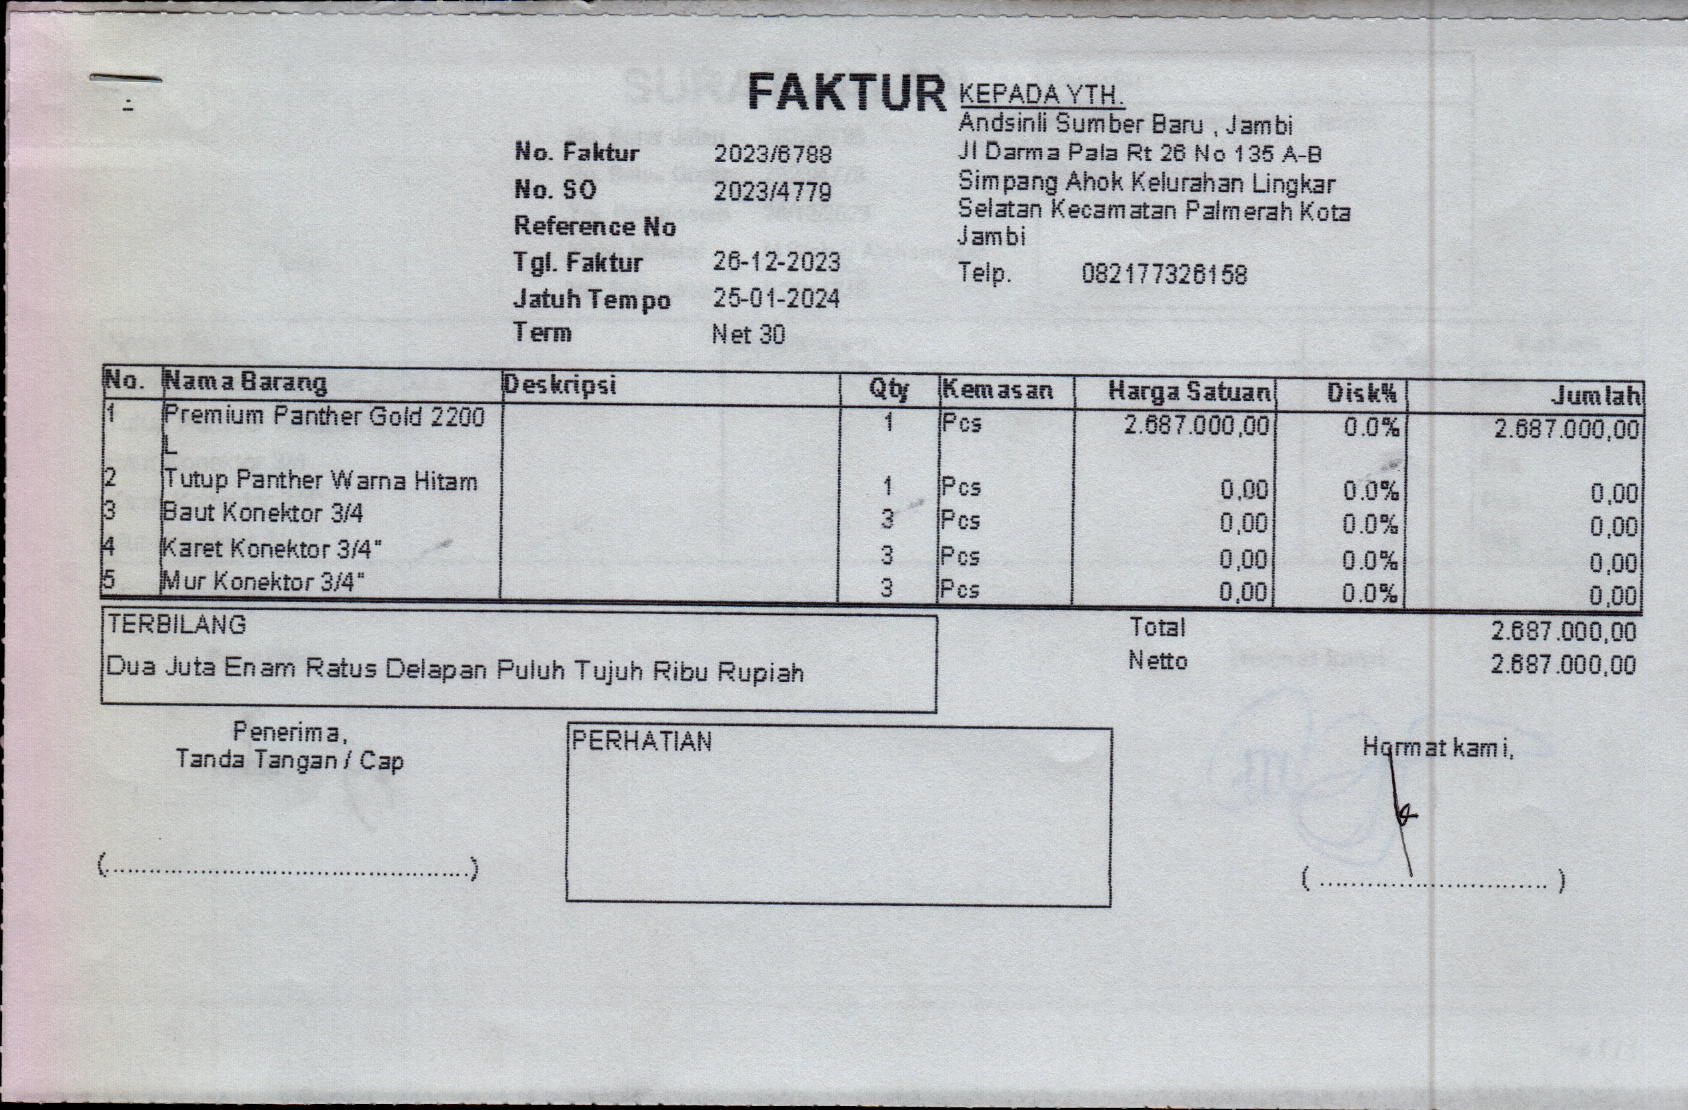 FAKTUR
KEPADA YTH.
Andsinli Sumber Baru , Jambi
Jl Darma Pala Rt 26 No 135 A-B
Simpang Ahok Kelurahan Lingkar
Selatan Kecamatan Palmerah Kota
Jambi
Telp. 082177326158
No. Faktur 2023/6788
No. SO 2023/4779
Reference No
Tgl. Faktur 26-12-2023
Jatuh Tempo 25-01-2024
Term Net 30
No. Nama Barang Deskripsi Qty Kemasan Harga Satuan Disk% Jumlah
1 Premium Panther Gold 2200 1 Pcs 2.687.000,00 0.0% 2.687.000,00
L
2 Tutup Panther Warna Hitam 1 Pcs 0,00 0.0% 0,00
3 Baut Konektor 3/4 3 Pcs 0,00 0.0% 0,00
4 Karet Konektor 3/4" 3 Pcs 0,00 0.0% 0,00
5 Mur Konektor 3/4" 3 Pcs 0,00 0.0% 0,00
TERBILANG
Dua Juta Enam Ratus Delapan Puluh Tujuh Ribu Rupiah
Total 2.687.000,00
Netto 2.687.000,00
Penerima,
Tanda Tangan / Cap
(..................................................)
PERHATIAN
Hormat kami,
( ............................... )